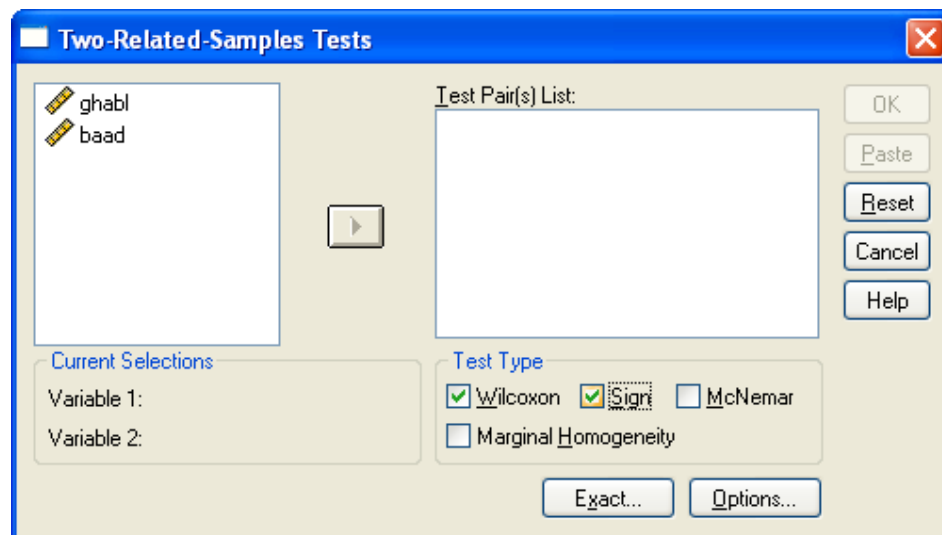 Two-Related-Samples Tests
ghabl
baad
Test Pair(s) List:
OK
Paste
Reset
Cancel
Help
Current Selections
Variable 1:
Variable 2:
Test Type
Wilcoxon
Sign
McNemar
Marginal Homogeneity
Exact...
Options...